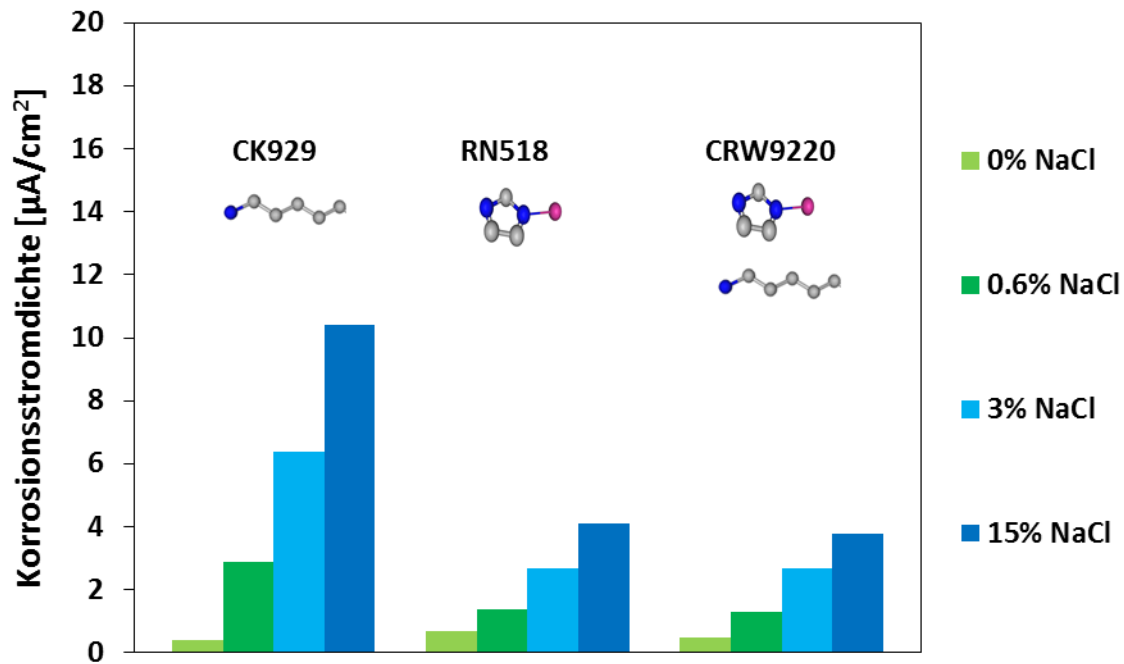 Korrosionsstromdichte [µA/cm²]
20
18
16
14
12
10
8
6
4
2
0
CK929
RN518
CRW9220
0% NaCl
0.6% NaCl
3% NaCl
15% NaCl